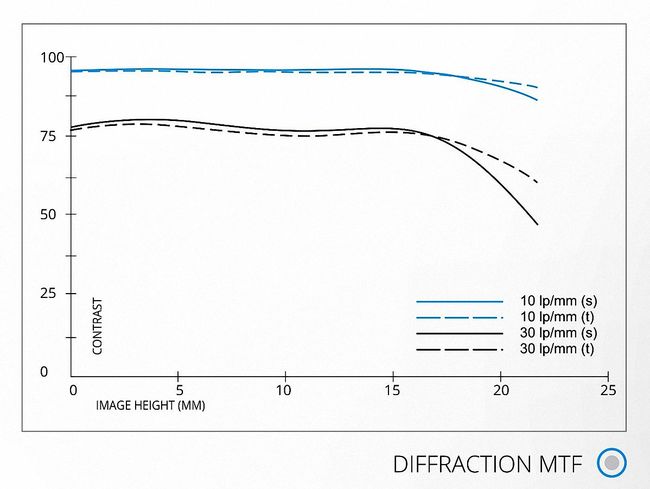 100
75
50
25
0
CONTRAST
0 5 10 15 20 25
IMAGE HEIGHT (MM)
10 lp/mm (s)
10 lp/mm (t)
30 lp/mm (s)
30 lp/mm (t)
DIFFRACTION MTF